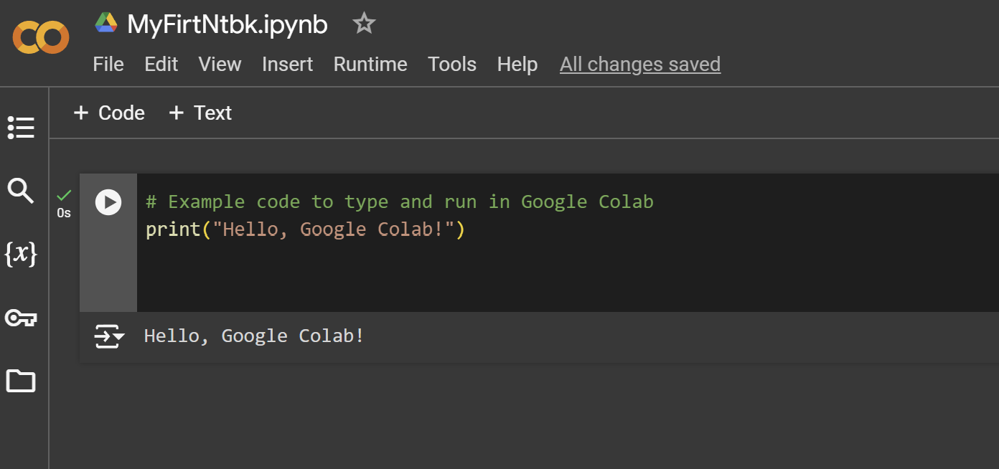 MyFirtNtbk.ipynb
File Edit View Insert Runtime Tools Help All changes saved
+ Code + Text
{x}
0s
# Example code to type and run in Google Colab
print("Hello, Google Colab!")
Hello, Google Colab!